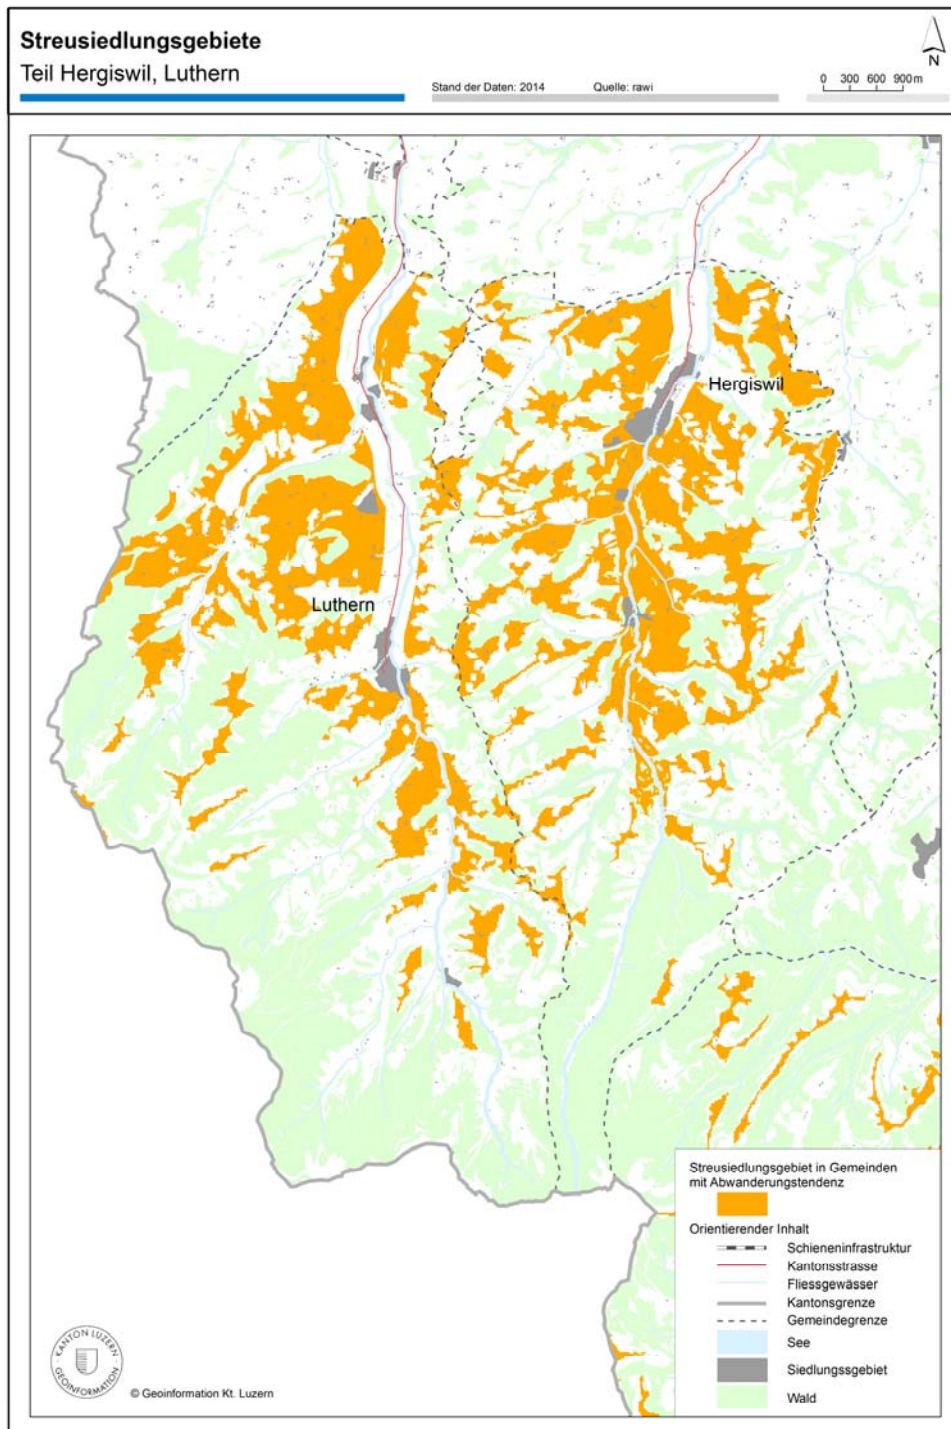 Streusiedlungsgebiete
Teil Hergiswil, Luthern
Stand der Daten: 2014 Quelle: rawi
0 300 600 900m
N
Hergiswil
Luthern
Streusiedlungsgebiet in Gemeinden
mit Abwanderungstendenz
Orientierender Inhalt
Schieneninfrastruktur
Kantonsstrasse
Fliessgewässer
Kantonsgrenze
Gemeindegrenze
See
Siedlungssgebiet
Wald
KANTON LUZERN
GEOINFORMATION
© Geoinformation Kt. Luzern